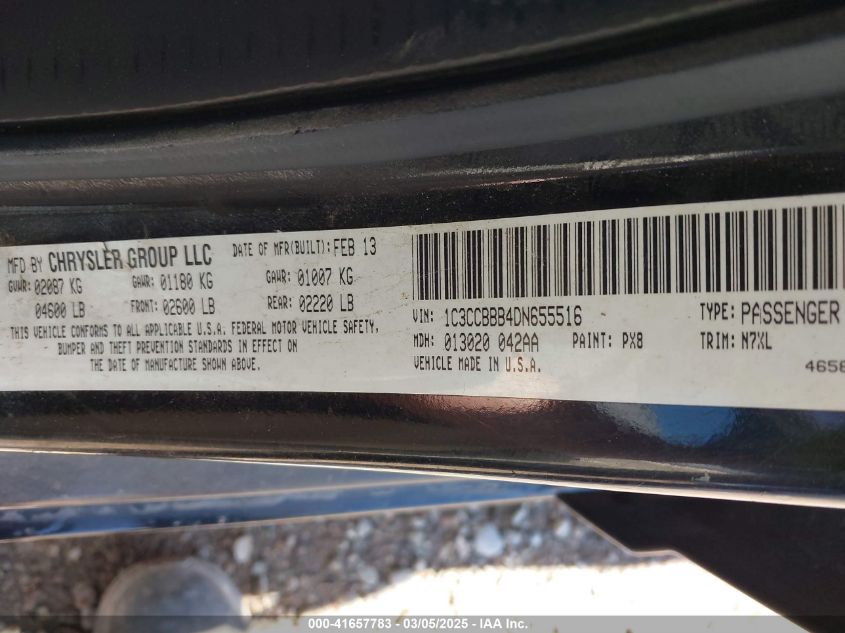 MFD BY CHRYSLER GROUP LLC DATE OF MFR(BUILT): FEB 13
GVWR: 02087 KG GAWR: 01180 KG GAWR: 01007 KG
04600 LB FRONT: 02600 LB REAR: 02220 LB
THIS VEHICLE CONFORMS TO ALL APPLICABLE U.S.A. FEDERAL MOTOR VEHICLE SAFETY,
BUMPER AND THEFT PREVENTION STANDARDS IN EFFECT ON
THE DATE OF MANUFACTURE SHOWN ABOVE.
VIN: 1C3CCBBB4DN655516 TYPE: PASSENGER
MDH: 013020 042AA PAINT: PX8 TRIM: N7XL
VEHICLE MADE IN U.S.A.
4658
000-41657783 — 03/05/2025 — IAA Inc.